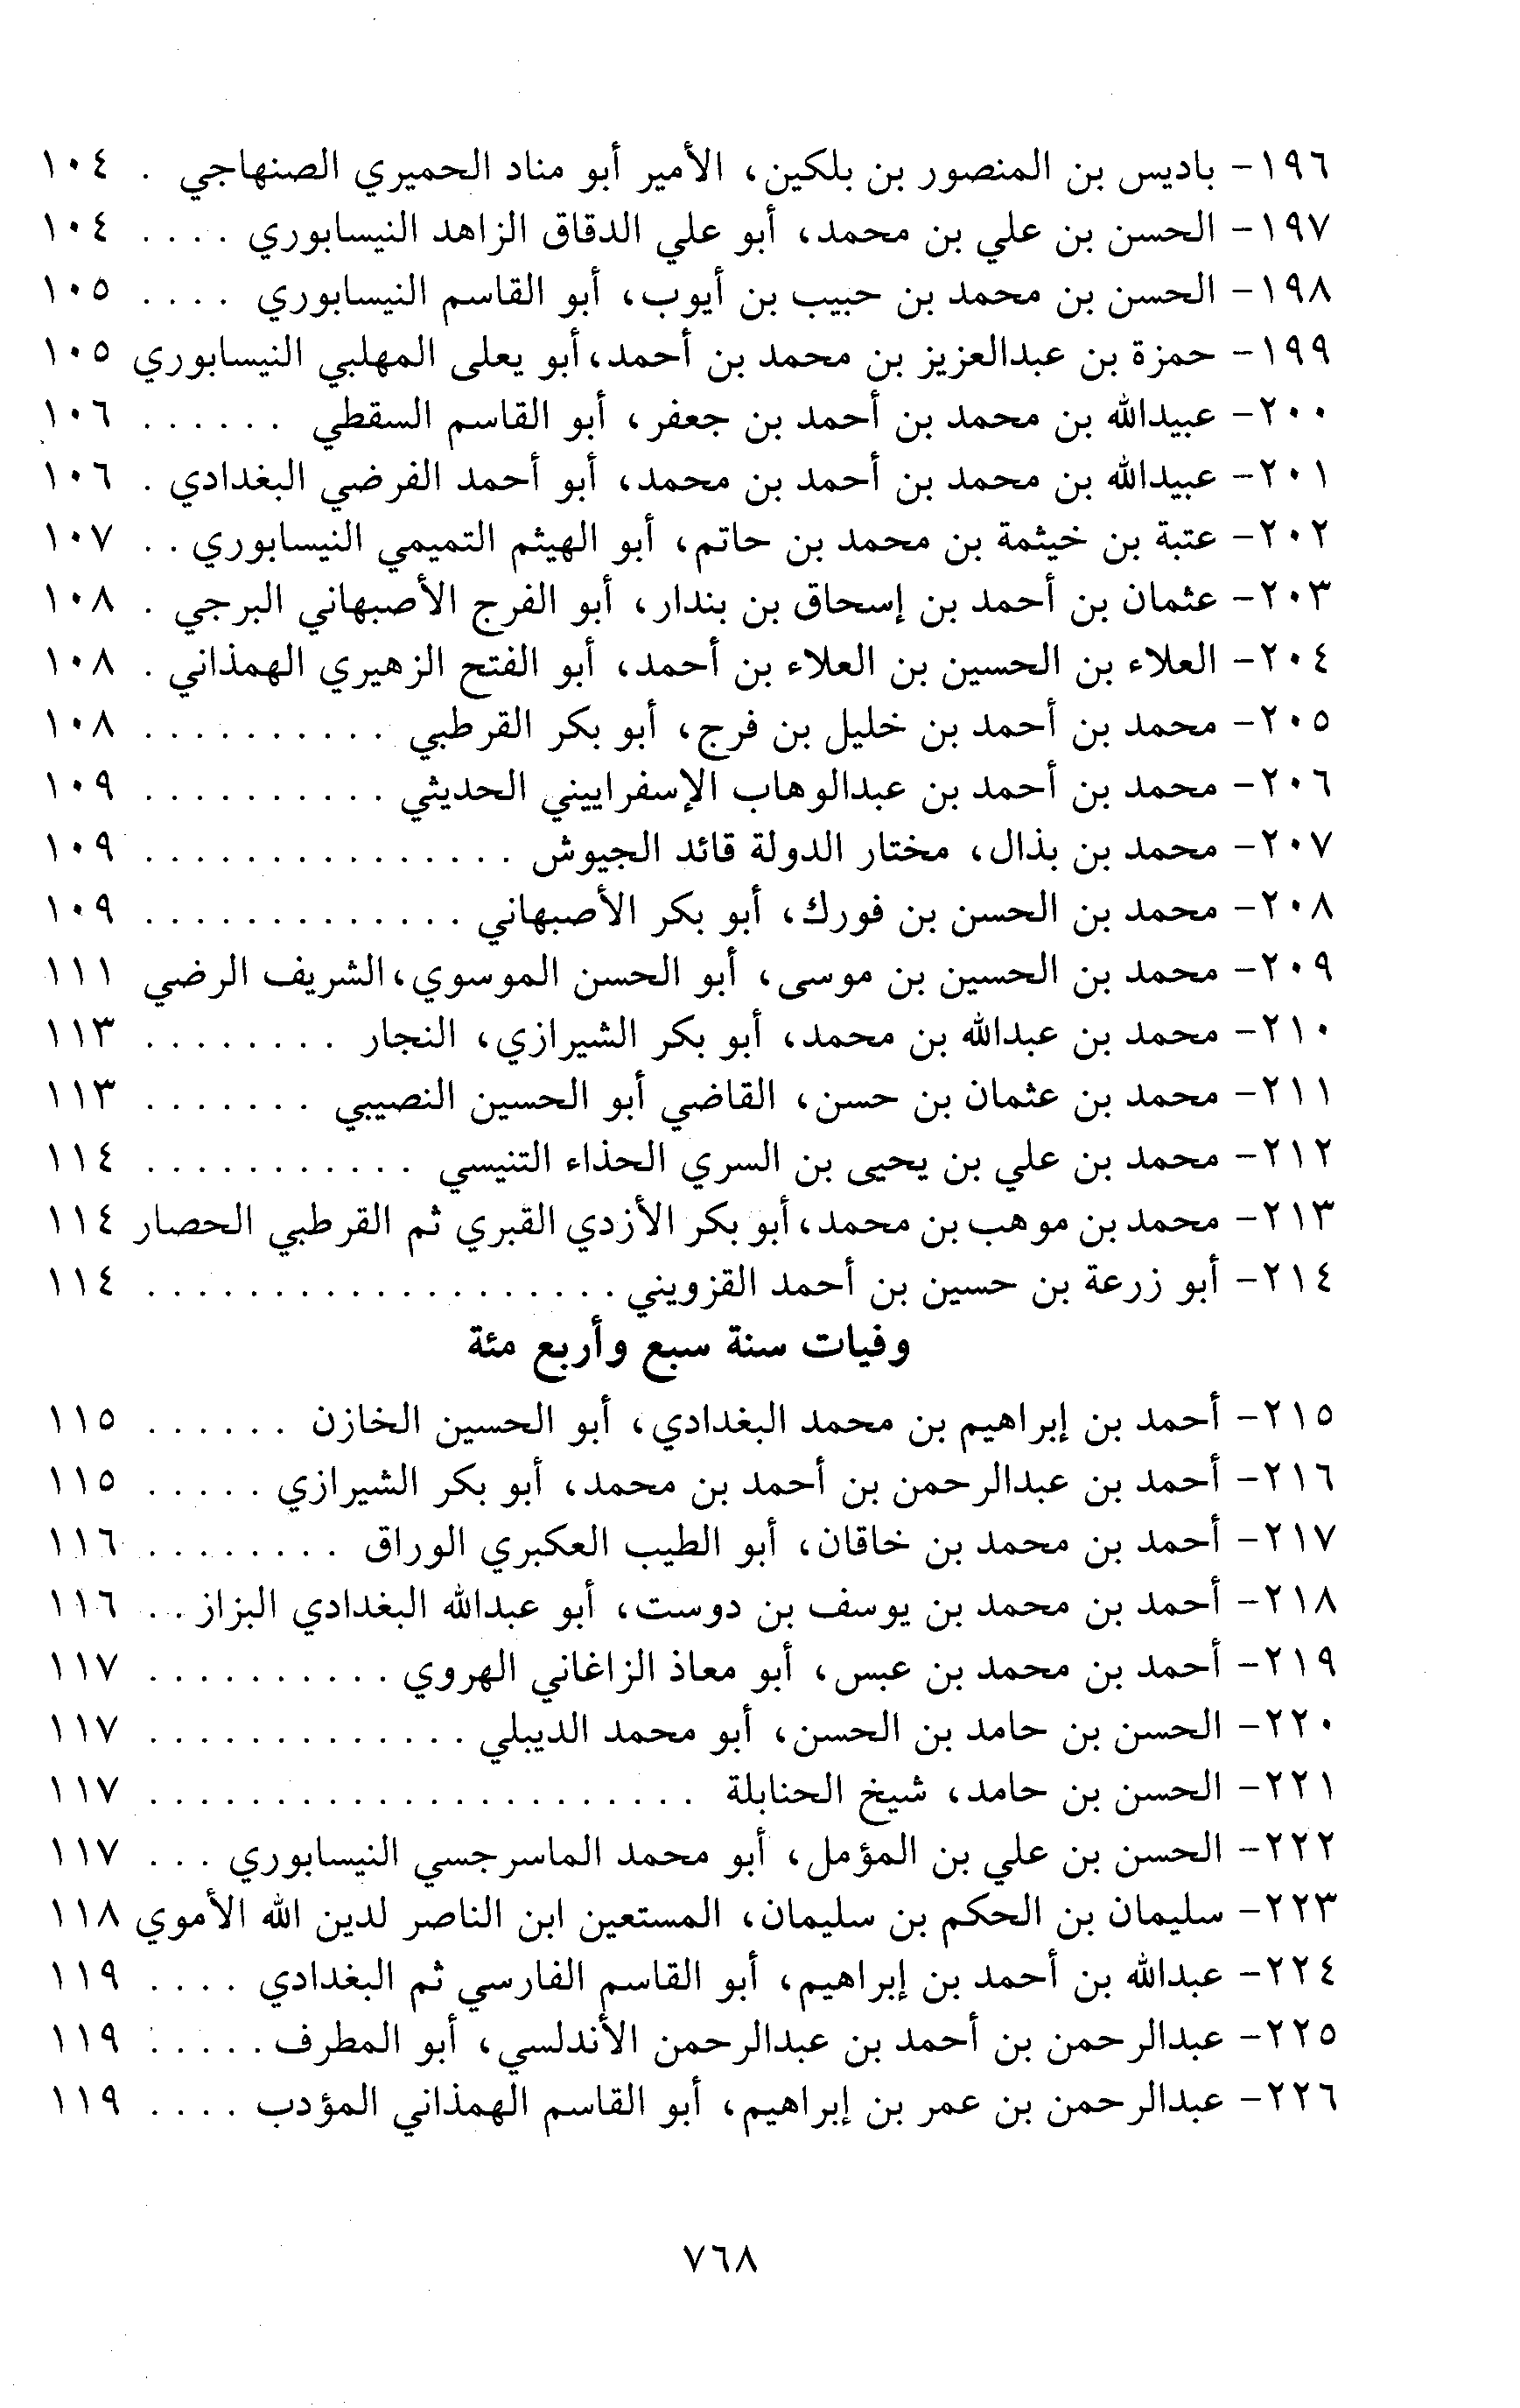 ١٩٦- باديس بن المنصور بن بلكين، الأمير أبو مناد الحميري الصنهاجي . ١٠٤
١٩٧- الحسن بن علي بن محمد، أبو علي الدقاق الزاهد النيسابوري . . . . ١٠٤
١٩٨- الحسن بن محمد بن حبيب بن أيوب، أبو القاسم النيسابوري . . . . ١٠٥
١٩٩- حمزة بن عبدالعزيز بن محمد بن أحمد، أبو يعلى المهلبي النيسابوري ١٠٥
٢٠٠- عبيدالله بن محمد بن أحمد بن جعفر، أبو القاسم السقطي . . . . . . ١٠٦
٢٠١- عبيدالله بن محمد بن أحمد بن محمد، أبو أحمد الفرضي البغدادي . ١٠٦
٢٠٢- عتبة بن خيثمة بن محمد بن حاتم، أبو الهيثم التميمي النيسابوري . . ١٠٧
٢٠٣- عثمان بن أحمد بن إسحاق بن بندار، أبو الفرج الأصبهاني البرجي . ١٠٨
٢٠٤- العلاء بن الحسين بن العلاء بن أحمد، أبو الفتح الزهيري الهمذاني . ١٠٨
٢٠٥- محمد بن أحمد بن خليل بن فرج، أبو بكر القرطبي . . . . . . . . . . ١٠٨
٢٠٦- محمد بن أحمد بن عبدالوهاب الإسفراييني الحديثي . . . . . . . . . . ١٠٩
٢٠٧- محمد بن بذال، مختار الدولة قائد الجيوش . . . . . . . . . . . . . . . ١٠٩
٢٠٨- محمد بن الحسن بن فورك، أبو بكر الأصبهاني . . . . . . . . . . . . . ١٠٩
٢٠٩- محمد بن الحسين بن موسى، أبو الحسن الموسوي، الشريف الرضي ١١١
٢١٠- محمد بن عبدالله بن محمد، أبو بكر الشيرازي، النجار . . . . . . . . ١١٣
٢١١- محمد بن عثمان بن حسن، القاضي أبو الحسين النصيبي . . . . . . . ١١٣
٢١٢- محمد بن علي بن يحيى بن السري الحذاء التنيسي . . . . . . . . . . . ١١٤
٢١٣- محمد بن موهب بن محمد، أبو بكر الأزدي القبري ثم القرطبي الحصار ١١٤
٢١٤- أبو زرعة بن حسين بن أحمد القزويني . . . . . . . . . . . . . . . . . . . ١١٤
وفيات سنة سبع وأربع مئة
٢١٥- أحمد بن إبراهيم بن محمد البغدادي، أبو الحسين الخازن . . . . . . ١١٥
٢١٦- أحمد بن عبدالرحمن بن أحمد بن محمد، أبو بكر الشيرازي . . . . . ١١٥
٢١٧- أحمد بن محمد بن خاقان، أبو الطيب العكبري الوراق . . . . . . . . ١١٦
٢١٨- أحمد بن محمد بن يوسف بن دوست، أبو عبدالله البغدادي البزاز . . ١١٦
٢١٩- أحمد بن محمد بن عبس، أبو معاذ الزاغاني الهروي . . . . . . . . . . ١١٧
٢٢٠- الحسن بن حامد بن الحسن، أبو محمد الديبلي . . . . . . . . . . . . . ١١٧
٢٢١- الحسن بن حامد، شيخ الحنابلة . . . . . . . . . . . . . . . . . . . . . . ١١٧
٢٢٢- الحسن بن علي بن المؤمل، أبو محمد الماسرجسي النيسابوري . . . ١١٧
٢٢٣- سليمان بن الحكم بن سليمان، المستعين ابن الناصر لدين الله الأموي ١١٨
٢٢٤- عبدالله بن أحمد بن إبراهيم، أبو القاسم الفارسي ثم البغدادي . . . . ١١٩
٢٢٥- عبدالرحمن بن أحمد بن عبدالرحمن الأندلسي، أبو المطرف . . . . . ١١٩
٢٢٦- عبدالرحمن بن عمر بن إبراهيم، أبو القاسم الهمذاني المؤدب . . . . ١١٩
٧٦٨